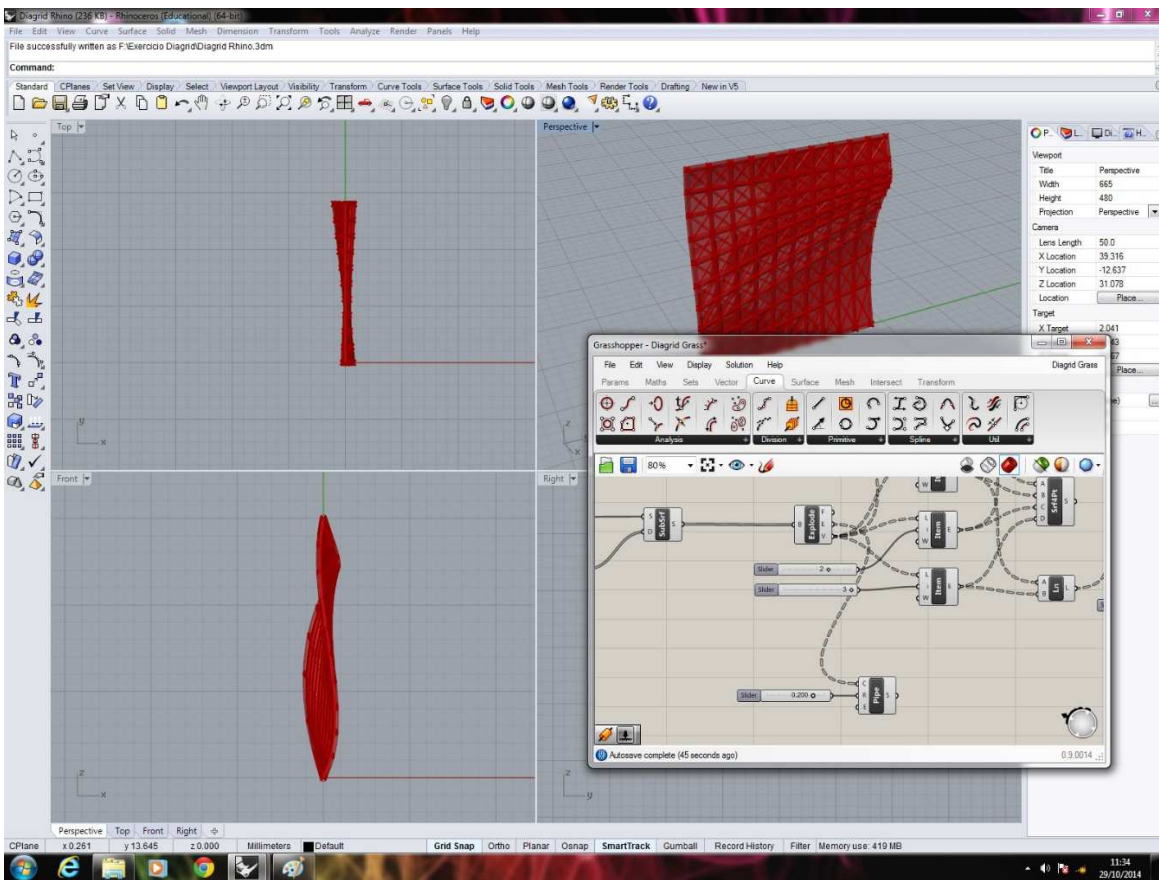 Diagrid Rhino (236 KB) - Rhinoceros (Educational) (64-bit)
File Edit View Curve Surface Solid Mesh Dimension Transform Tools Analyze Render Panels Help
File successfully written as F:\Exercicio Diagrid\Diagrid Rhino.3dm
Command:
Standard CPlanes Set View Display Select Viewport Layout Visibility Transform Curve Tools Surface Tools Solid Tools Mesh Tools Render Tools Drafting New in V5
Top
Perspective
P.. L.. Di.. H..
Viewport
Title Perspective
Width 665
Height 480
Projection Perspective
Camera
Lens Length 50.0
X Location 39.316
Y Location -12.637
Z Location 31.078
Location Place...
Target
X Target 2.041
43
67
Place...
y
x
z
x
Front
Right
Grasshopper - Diagrid Grass*
File Edit View Display Solution Help Diagrid Grass
Params Maths Sets Vector Curve Surface Mesh Intersect Transform
Analysis Division Primitive Spline Util
80%
S D SubSrf S
B Explode F E V
W E
L i W Item E
L i W Item E
A B C D Srf4Pt S
A B Ln L
Slider 2
Slider 3
Slider 0.200
C R E Pipe S
Autosave complete (45 seconds ago) 0.9.0014
z
x
z
y
Perspective Top Front Right
CPlane x 0.261 y 13.645 z 0.000 Millimeters Default Grid Snap Ortho Planar Osnap SmartTrack Gumball Record History Filter Memory use: 419 MB
11:34
29/10/2014